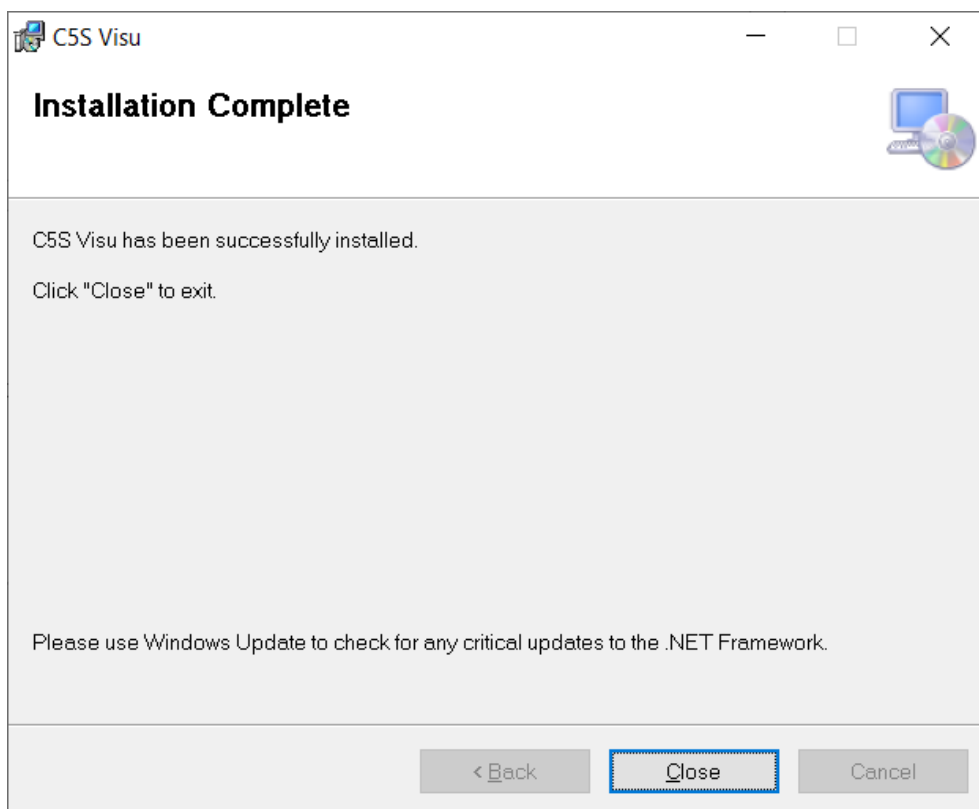 C5S Visu
Installation Complete
C5S Visu has been successfully installed.
Click "Close" to exit.
Please use Windows Update to check for any critical updates to the .NET Framework.
< Back
Close
Cancel